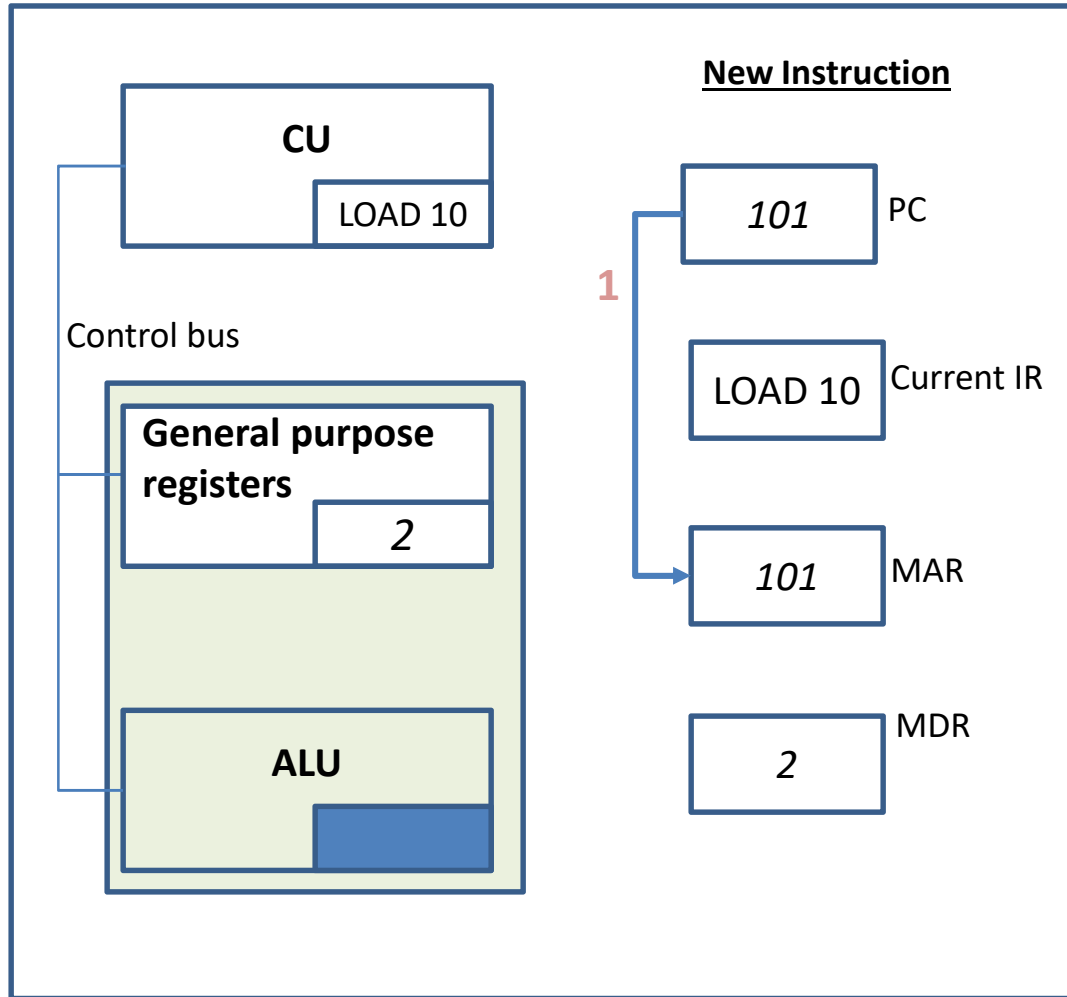 New Instruction
CU
LOAD 10
101
PC
1
Control bus
LOAD 10
Current IR
General purpose
registers
2
101
MAR
ALU
MDR
2